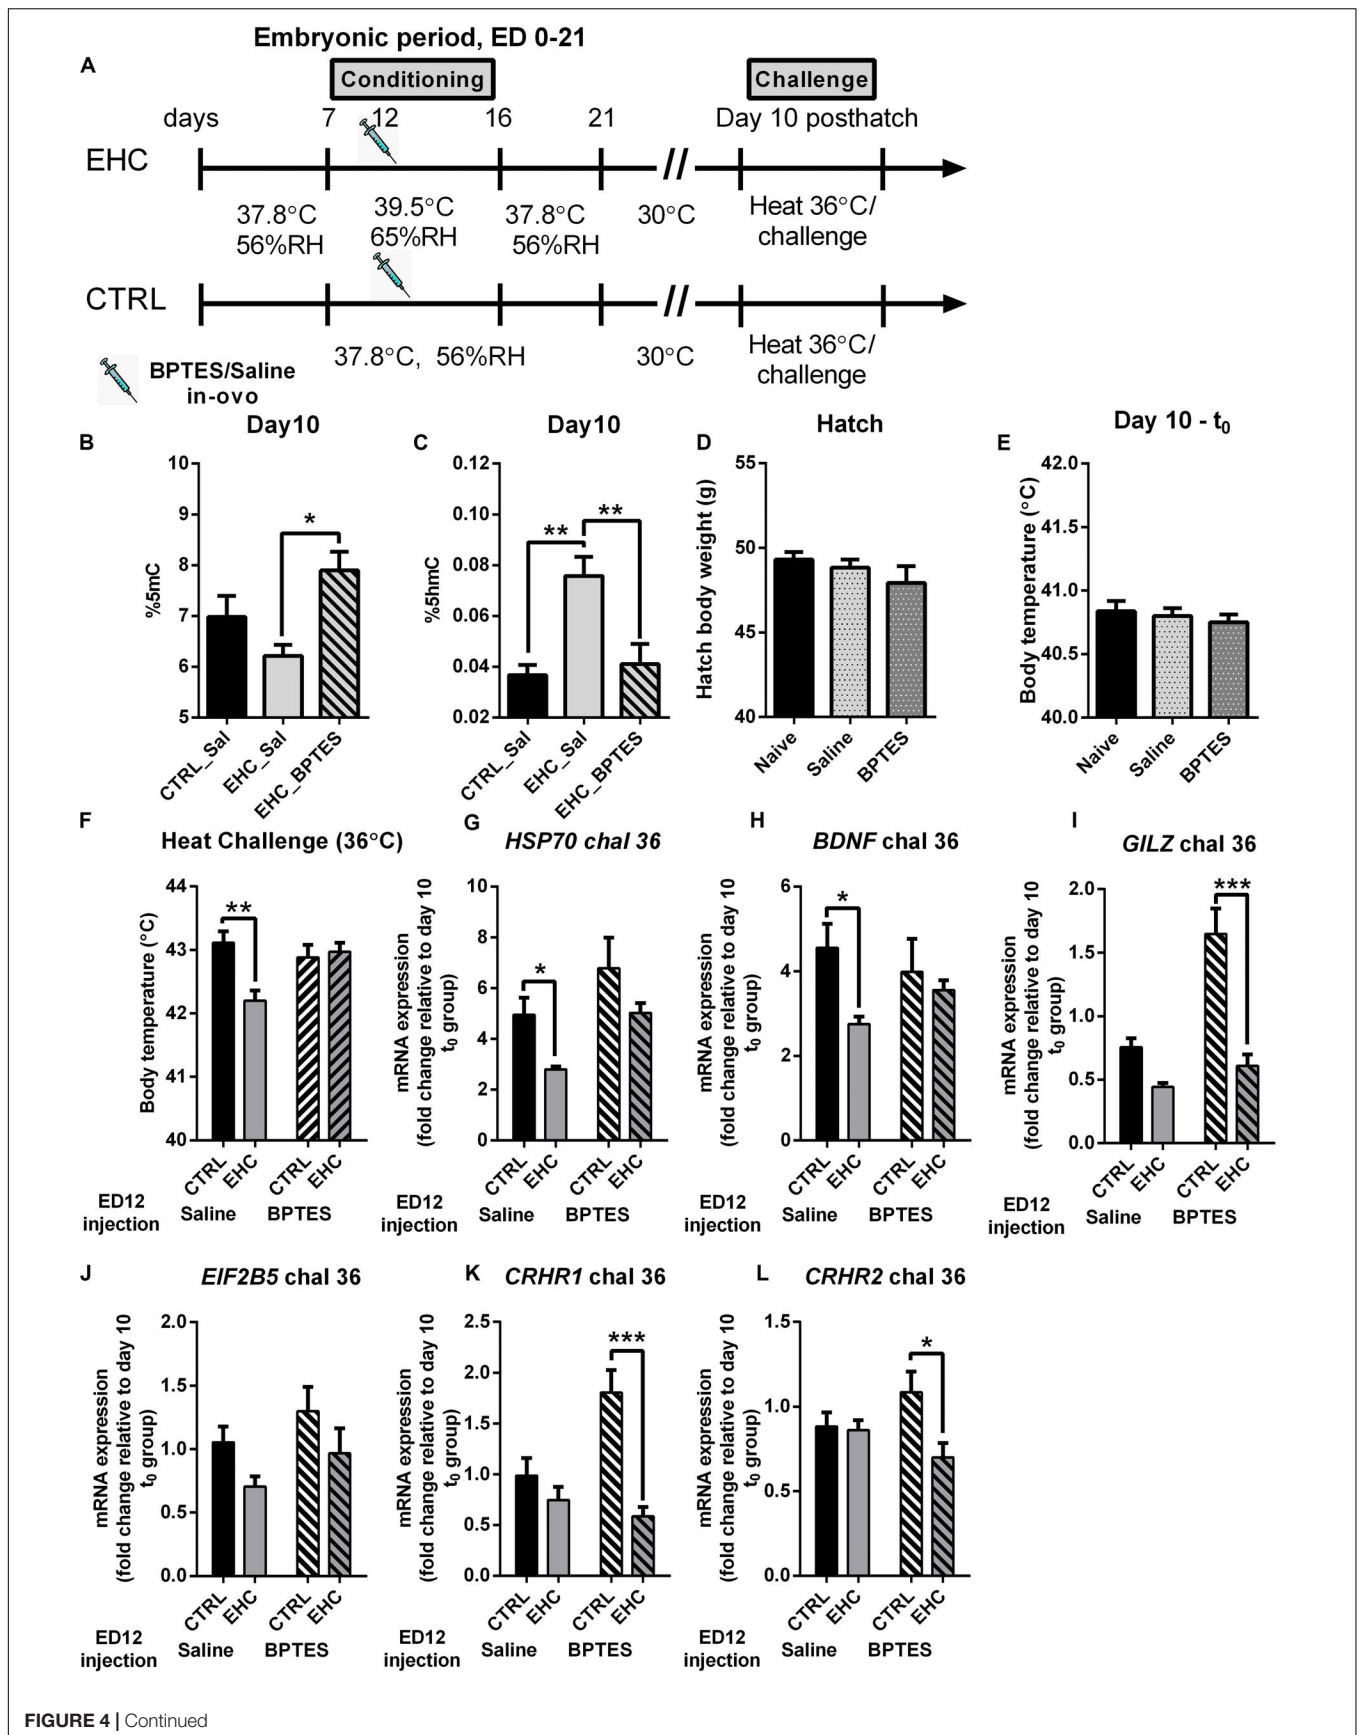 Embryonic period, ED 0-21
A
Conditioning
Challenge
days 7 12 16 21 Day 10 posthatch
EHC
37.8°C 39.5°C 37.8°C 30°C Heat 36°C/
56%RH 65%RH 56%RH challenge
CTRL
37.8°C, 56%RH 30°C Heat 36°C/
challenge
BPTES/Saline
in-ovo
B
Day10
%5mC
10
9
8
7
6
5
*
CTRL_Sal
EHC_Sal
EHC_BPTES
C
Day10
%5hmC
0.12
0.10
0.08
0.06
0.04
0.02
**
**
CTRL_Sal
EHC_Sal
EHC_BPTES
D
Hatch
Hatch body weight (g)
55
50
45
40
Naive
Saline
BPTES
E
Day 10 - t0
Body temperature (°C)
42.0
41.5
41.0
40.5
40.0
Naive
Saline
BPTES
F
Heat Challenge (36°C)
Body temperature (°C)
44
43
42
41
40
**
CTRL
EHC
CTRL
EHC
ED12
injection
Saline
BPTES
G
HSP70 chal 36
mRNA expression
(fold change relative to day 10
t0 group)
10
8
6
4
2
0
*
CTRL
EHC
CTRL
EHC
ED12
injection
Saline
BPTES
H
BDNF chal 36
mRNA expression
(fold change relative to day 10
t0 group)
6
4
2
0
*
CTRL
EHC
CTRL
EHC
ED12
injection
Saline
BPTES
I
GILZ chal 36
mRNA expression
(fold change relative to day 10
t0 group)
2.0
1.5
1.0
0.5
0.0
***
CTRL
EHC
CTRL
EHC
ED12
injection
Saline
BPTES
J
EIF2B5 chal 36
mRNA expression
(fold change relative to day 10
t0 group)
2.0
1.5
1.0
0.5
0.0
CTRL
EHC
CTRL
EHC
ED12
injection
Saline
BPTES
K
CRHR1 chal 36
mRNA expression
(fold change relative to day 10
t0 group)
2.5
2.0
1.5
1.0
0.5
0.0
***
CTRL
EHC
CTRL
EHC
ED12
injection
Saline
BPTES
L
CRHR2 chal 36
mRNA expression
(fold change relative to day 10
t0 group)
1.5
1.0
0.5
0.0
*
CTRL
EHC
CTRL
EHC
ED12
injection
Saline
BPTES
FIGURE 4 | Continued